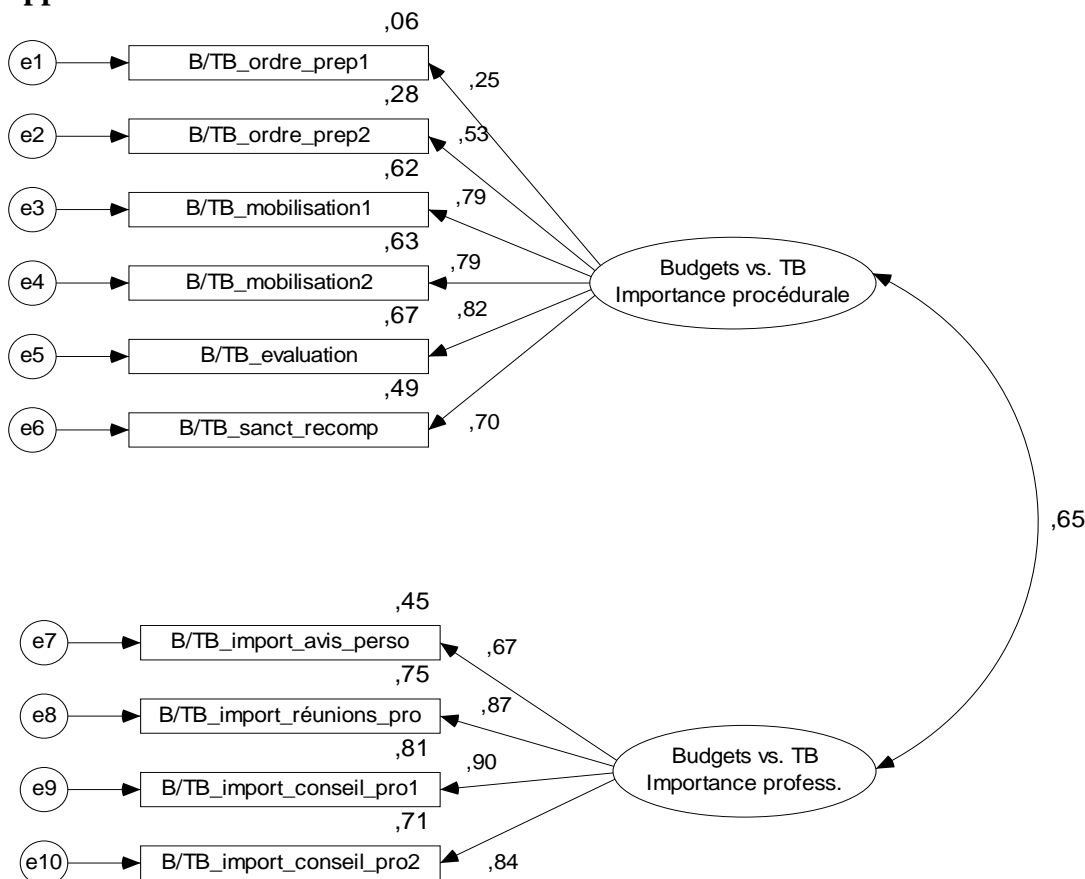 ,06
e1
B/TB_ordre_prep1
,25
,28
e2
B/TB_ordre_prep2
,53
,62
e3
B/TB_mobilisation1
,79
,63
e4
B/TB_mobilisation2
,79
Budgets vs. TB
Importance procédurale
,67
e5
B/TB_evaluation
,82
,49
e6
B/TB_sanct_recomp
,70
,65
,45
e7
B/TB_import_avis_perso
,67
,75
e8
B/TB_import_réunions_pro
,87
,81
e9
B/TB_import_conseil_pro1
,90
Budgets vs. TB
Importance profess.
,71
e10
B/TB_import_conseil_pro2
,84